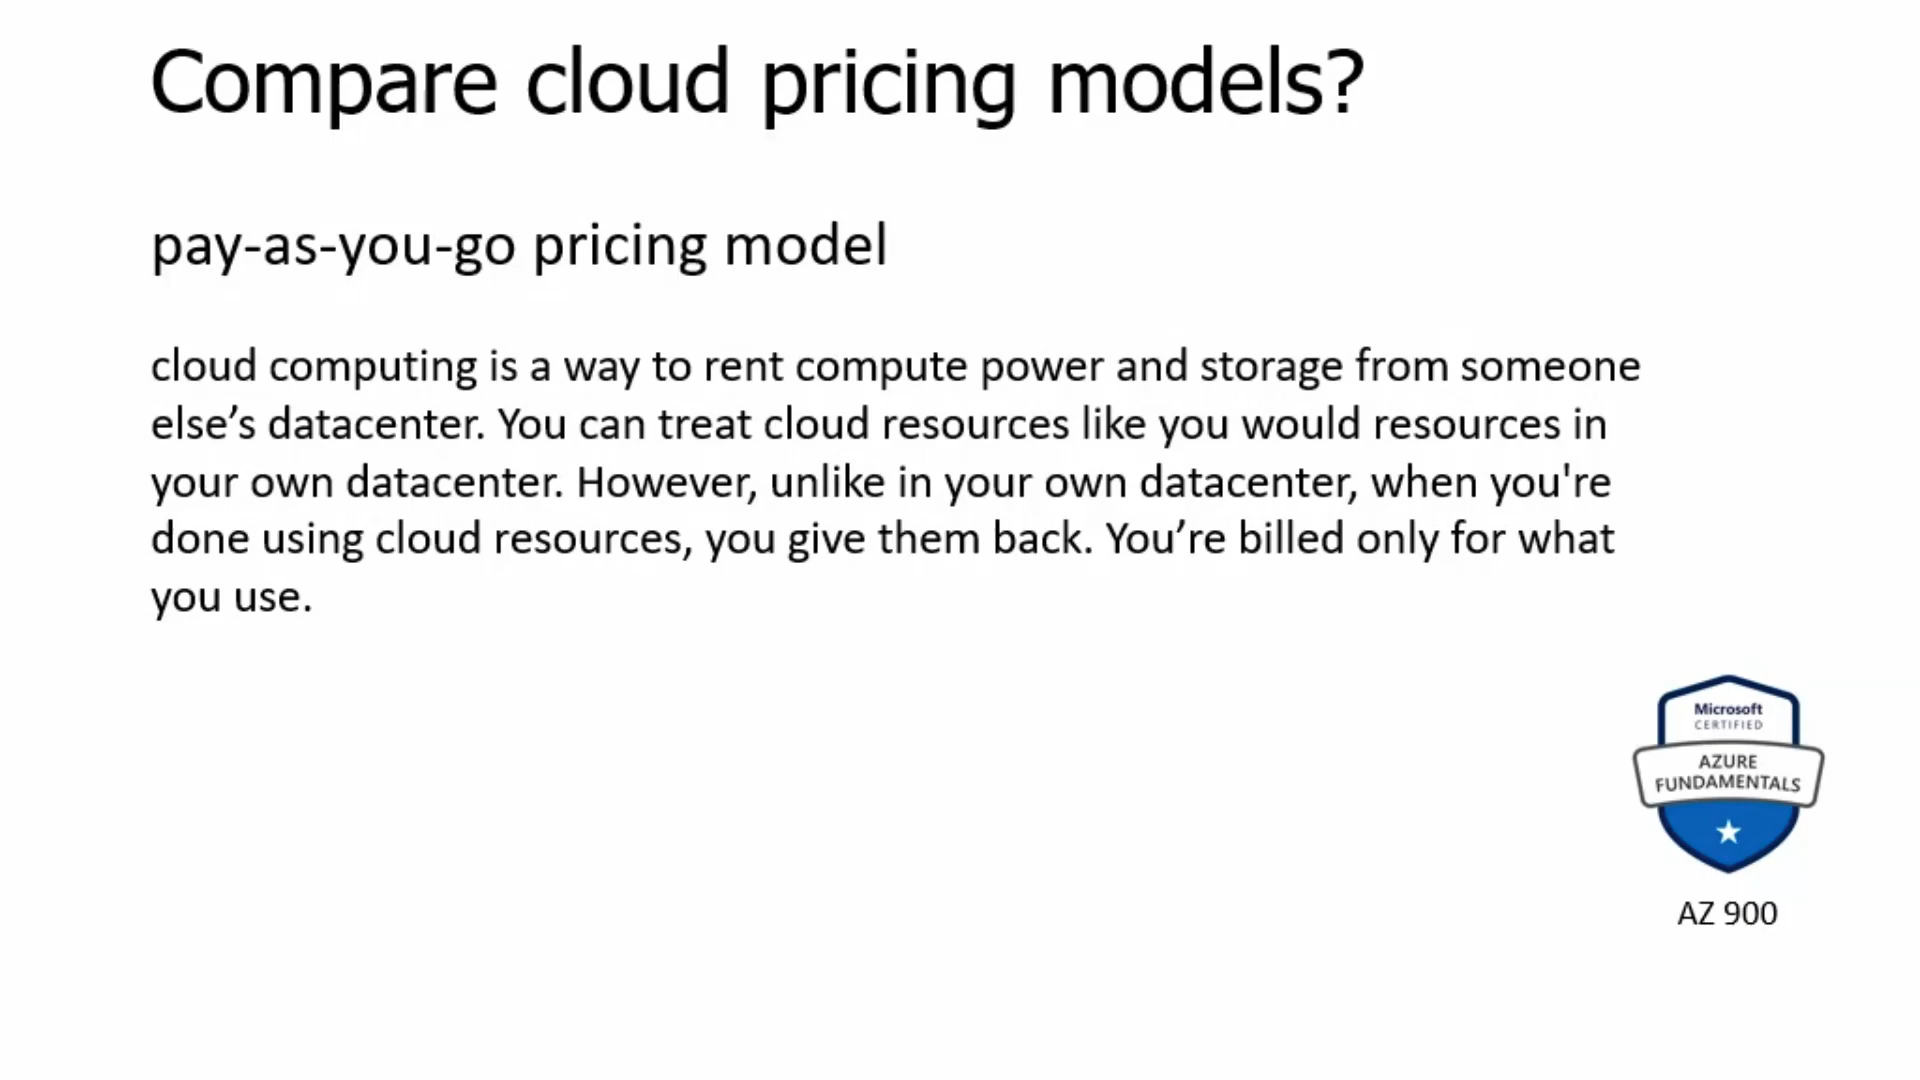 Compare cloud pricing models?
pay-as-you-go pricing model
cloud computing is a way to rent compute power and storage from someone
else’s datacenter. You can treat cloud resources like you would resources in
your own datacenter. However, unlike in your own datacenter, when you're
done using cloud resources, you give them back. You’re billed only for what
you use.
Microsoft
CERTIFIED
AZURE
FUNDAMENTALS
AZ 900